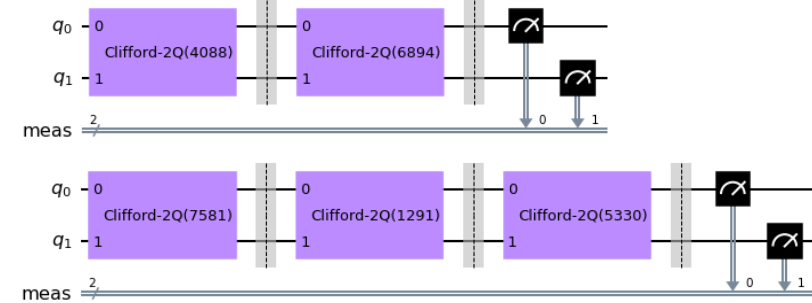 q0 0 Clifford-2Q(4088) 0 Clifford-2Q(6894)
q1 1 1
meas 2 0 1
q0 0 Clifford-2Q(7581) 0 Clifford-2Q(1291) 0 Clifford-2Q(5330)
q1 1 1 1
meas 2 0 1